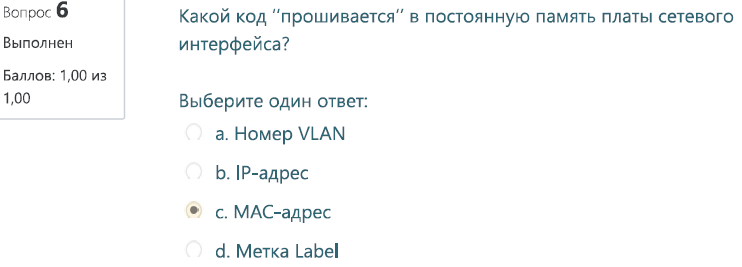 Вопрос 6
Выполнен
Баллов: 1,00 из
1,00
Какой код "прошивается" в постоянную память платы сетевого
интерфейса?
Выберите один ответ:
a. Номер VLAN
b. IP-адрес
c. MAC-адрес
d. Метка Label